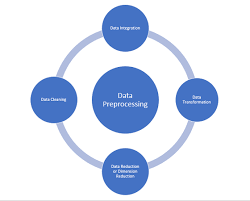 Data Integration
Data Cleaning
Data
Preprocessing
Data
Transformation
Data Reduction
or Dimension
Reduction